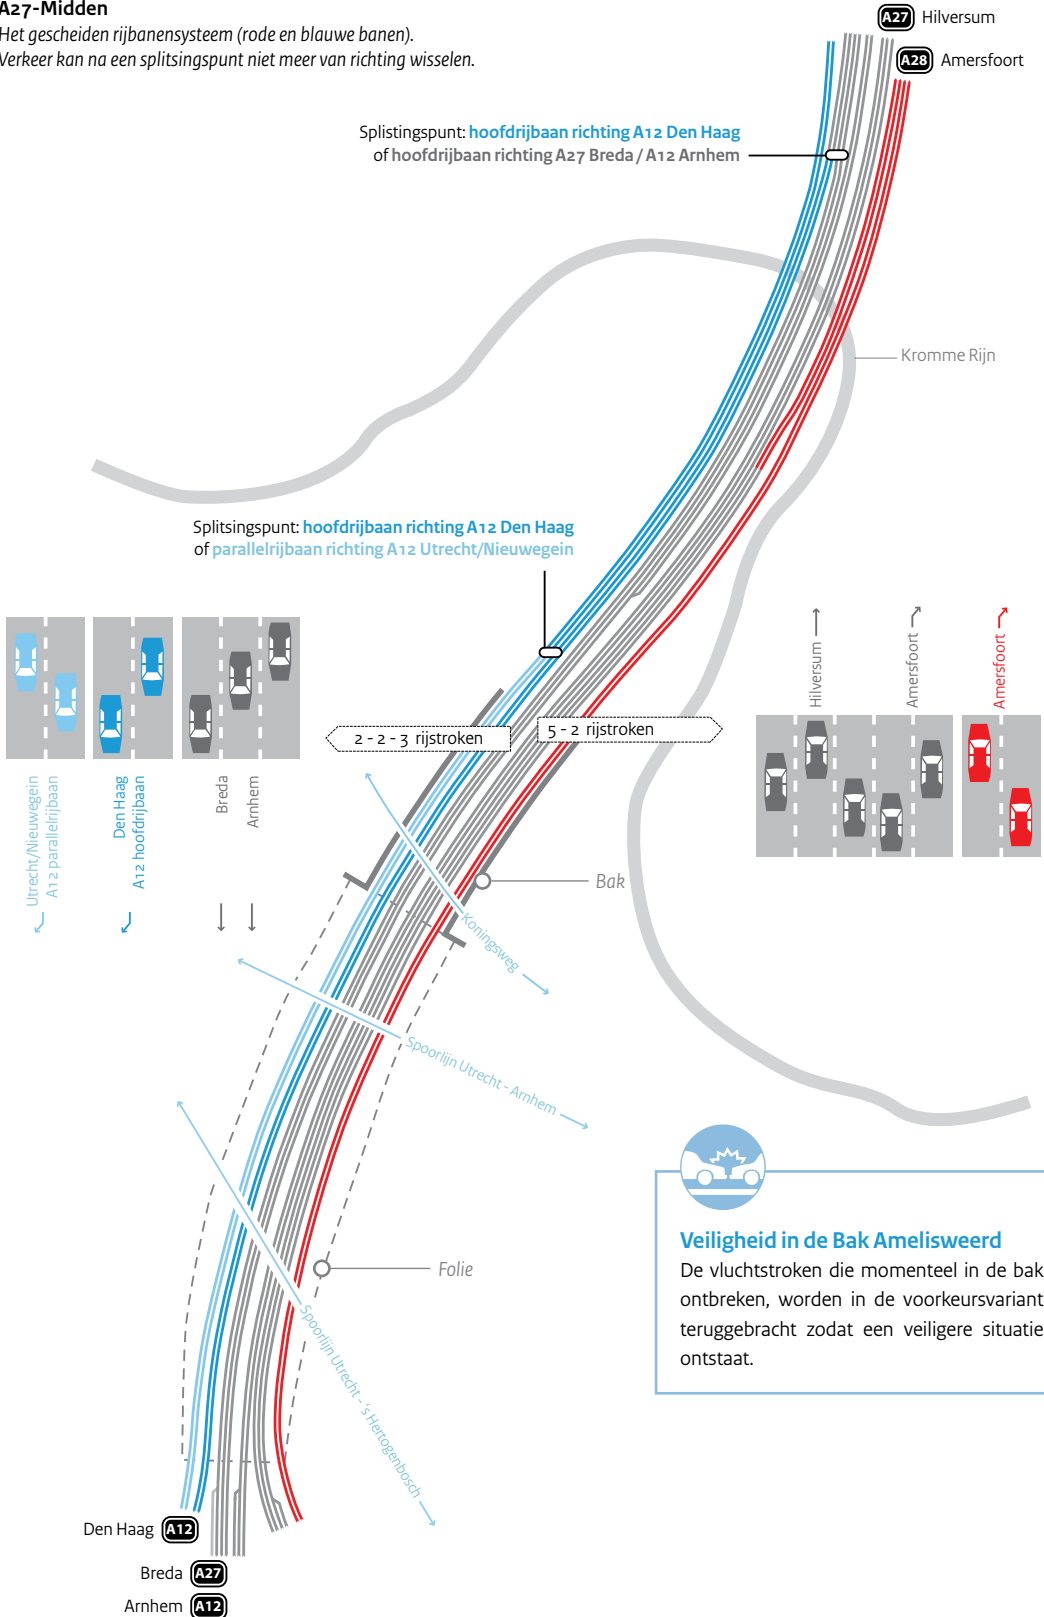 A27-Midden
Het gescheiden rijbanensysteem (rode en blauwe banen).
Verkeer kan na een splitsingspunt niet meer van richting wisselen.
A27 Hilversum
A28 Amersfoort
Splistingspunt: hoofdrijbaan richting A12 Den Haag
of hoofdrijbaan richting A27 Breda / A12 Arnhem
Kromme Rijn
Splitsingspunt: hoofdrijbaan richting A12 Den Haag
of parallelrijbaan richting A12 Utrecht/Nieuwegein
Hilversum
Amersfoort
Amersfoort
2 - 2 - 3 rijstroken
5 - 2 rijstroken
Utrecht/Nieuwegein
A12 parallelrijbaan
Den Haag
A12 hoofdrijbaan
Breda
Arnhem
Bak
Koningsweg
Spoorlijn Utrecht - Arnhem
Folie
Spoorlijn Utrecht - 's Hertogenbosch
Veiligheid in de Bak Amelisweerd
De vluchtstroken die momenteel in de bak
ontbreken, worden in de voorkeursvariant
teruggebracht zodat een veiligere situatie
ontstaat.
Den Haag A12
Breda A27
Arnhem A12